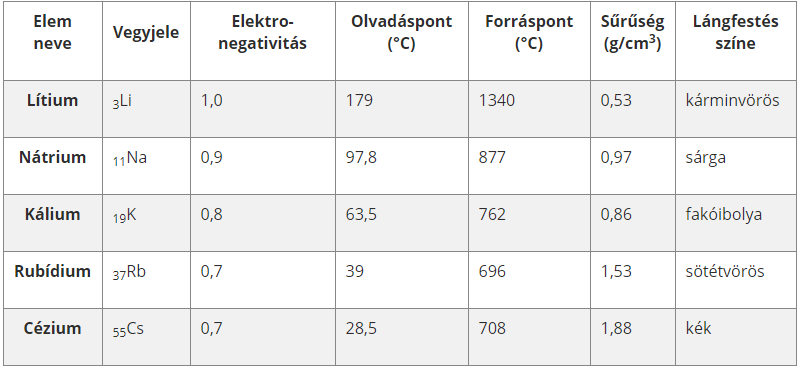 Elem neve Vegyjele Elektro-negativitás Olvadáspont (°C) Forráspont (°C) Sűrűség (g/cm³) Lángfestés színe
Lítium ₃Li 1,0 179 1340 0,53 kárminvörös
Nátrium ₁₁Na 0,9 97,8 877 0,97 sárga
Kálium ₁₉K 0,8 63,5 762 0,86 fakóibolya
Rubídium ₃₇Rb 0,7 39 696 1,53 sötétvörös
Cézium ₅₅Cs 0,7 28,5 708 1,88 kék